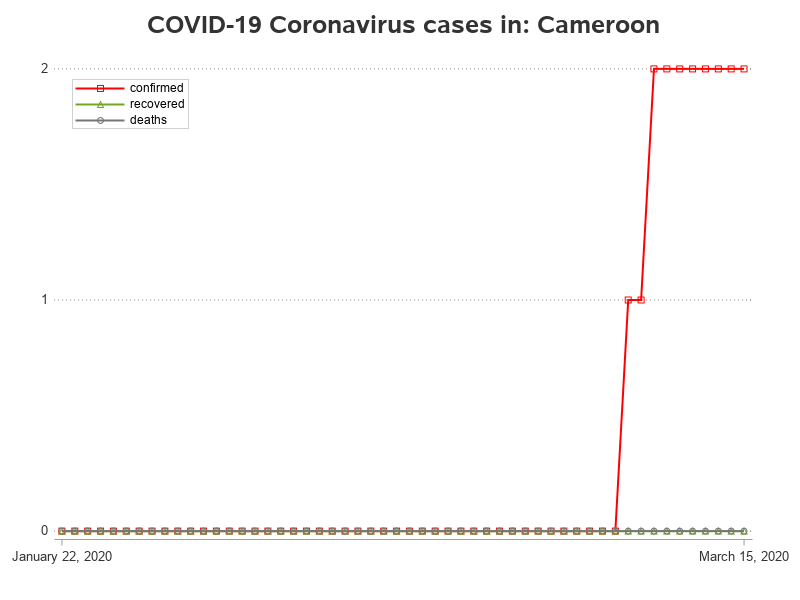 COVID-19 Coronavirus cases in: Cameroon
2
confirmed
recovered
deaths
1
0
January 22, 2020
March 15, 2020